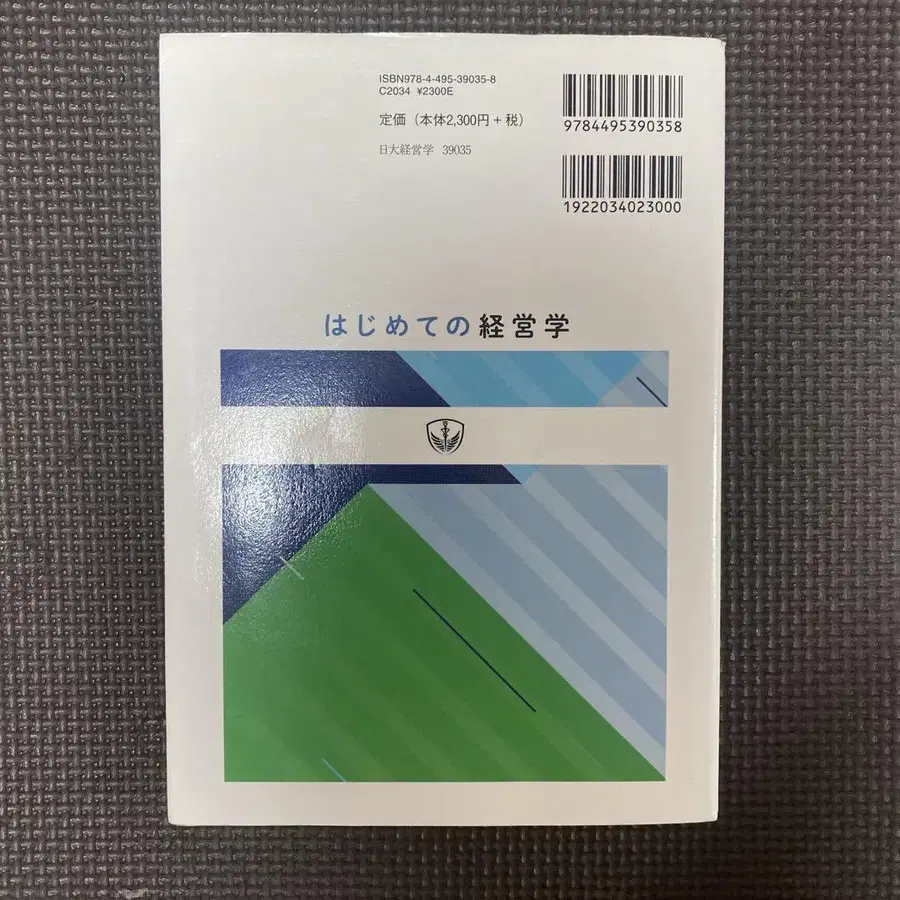 ISBN978-4-495-39035-8
C2034 ¥2300E
定価（本体2,300円+税）
日大経営学 39035
9784495390358
1922034023000
はじめての経営学